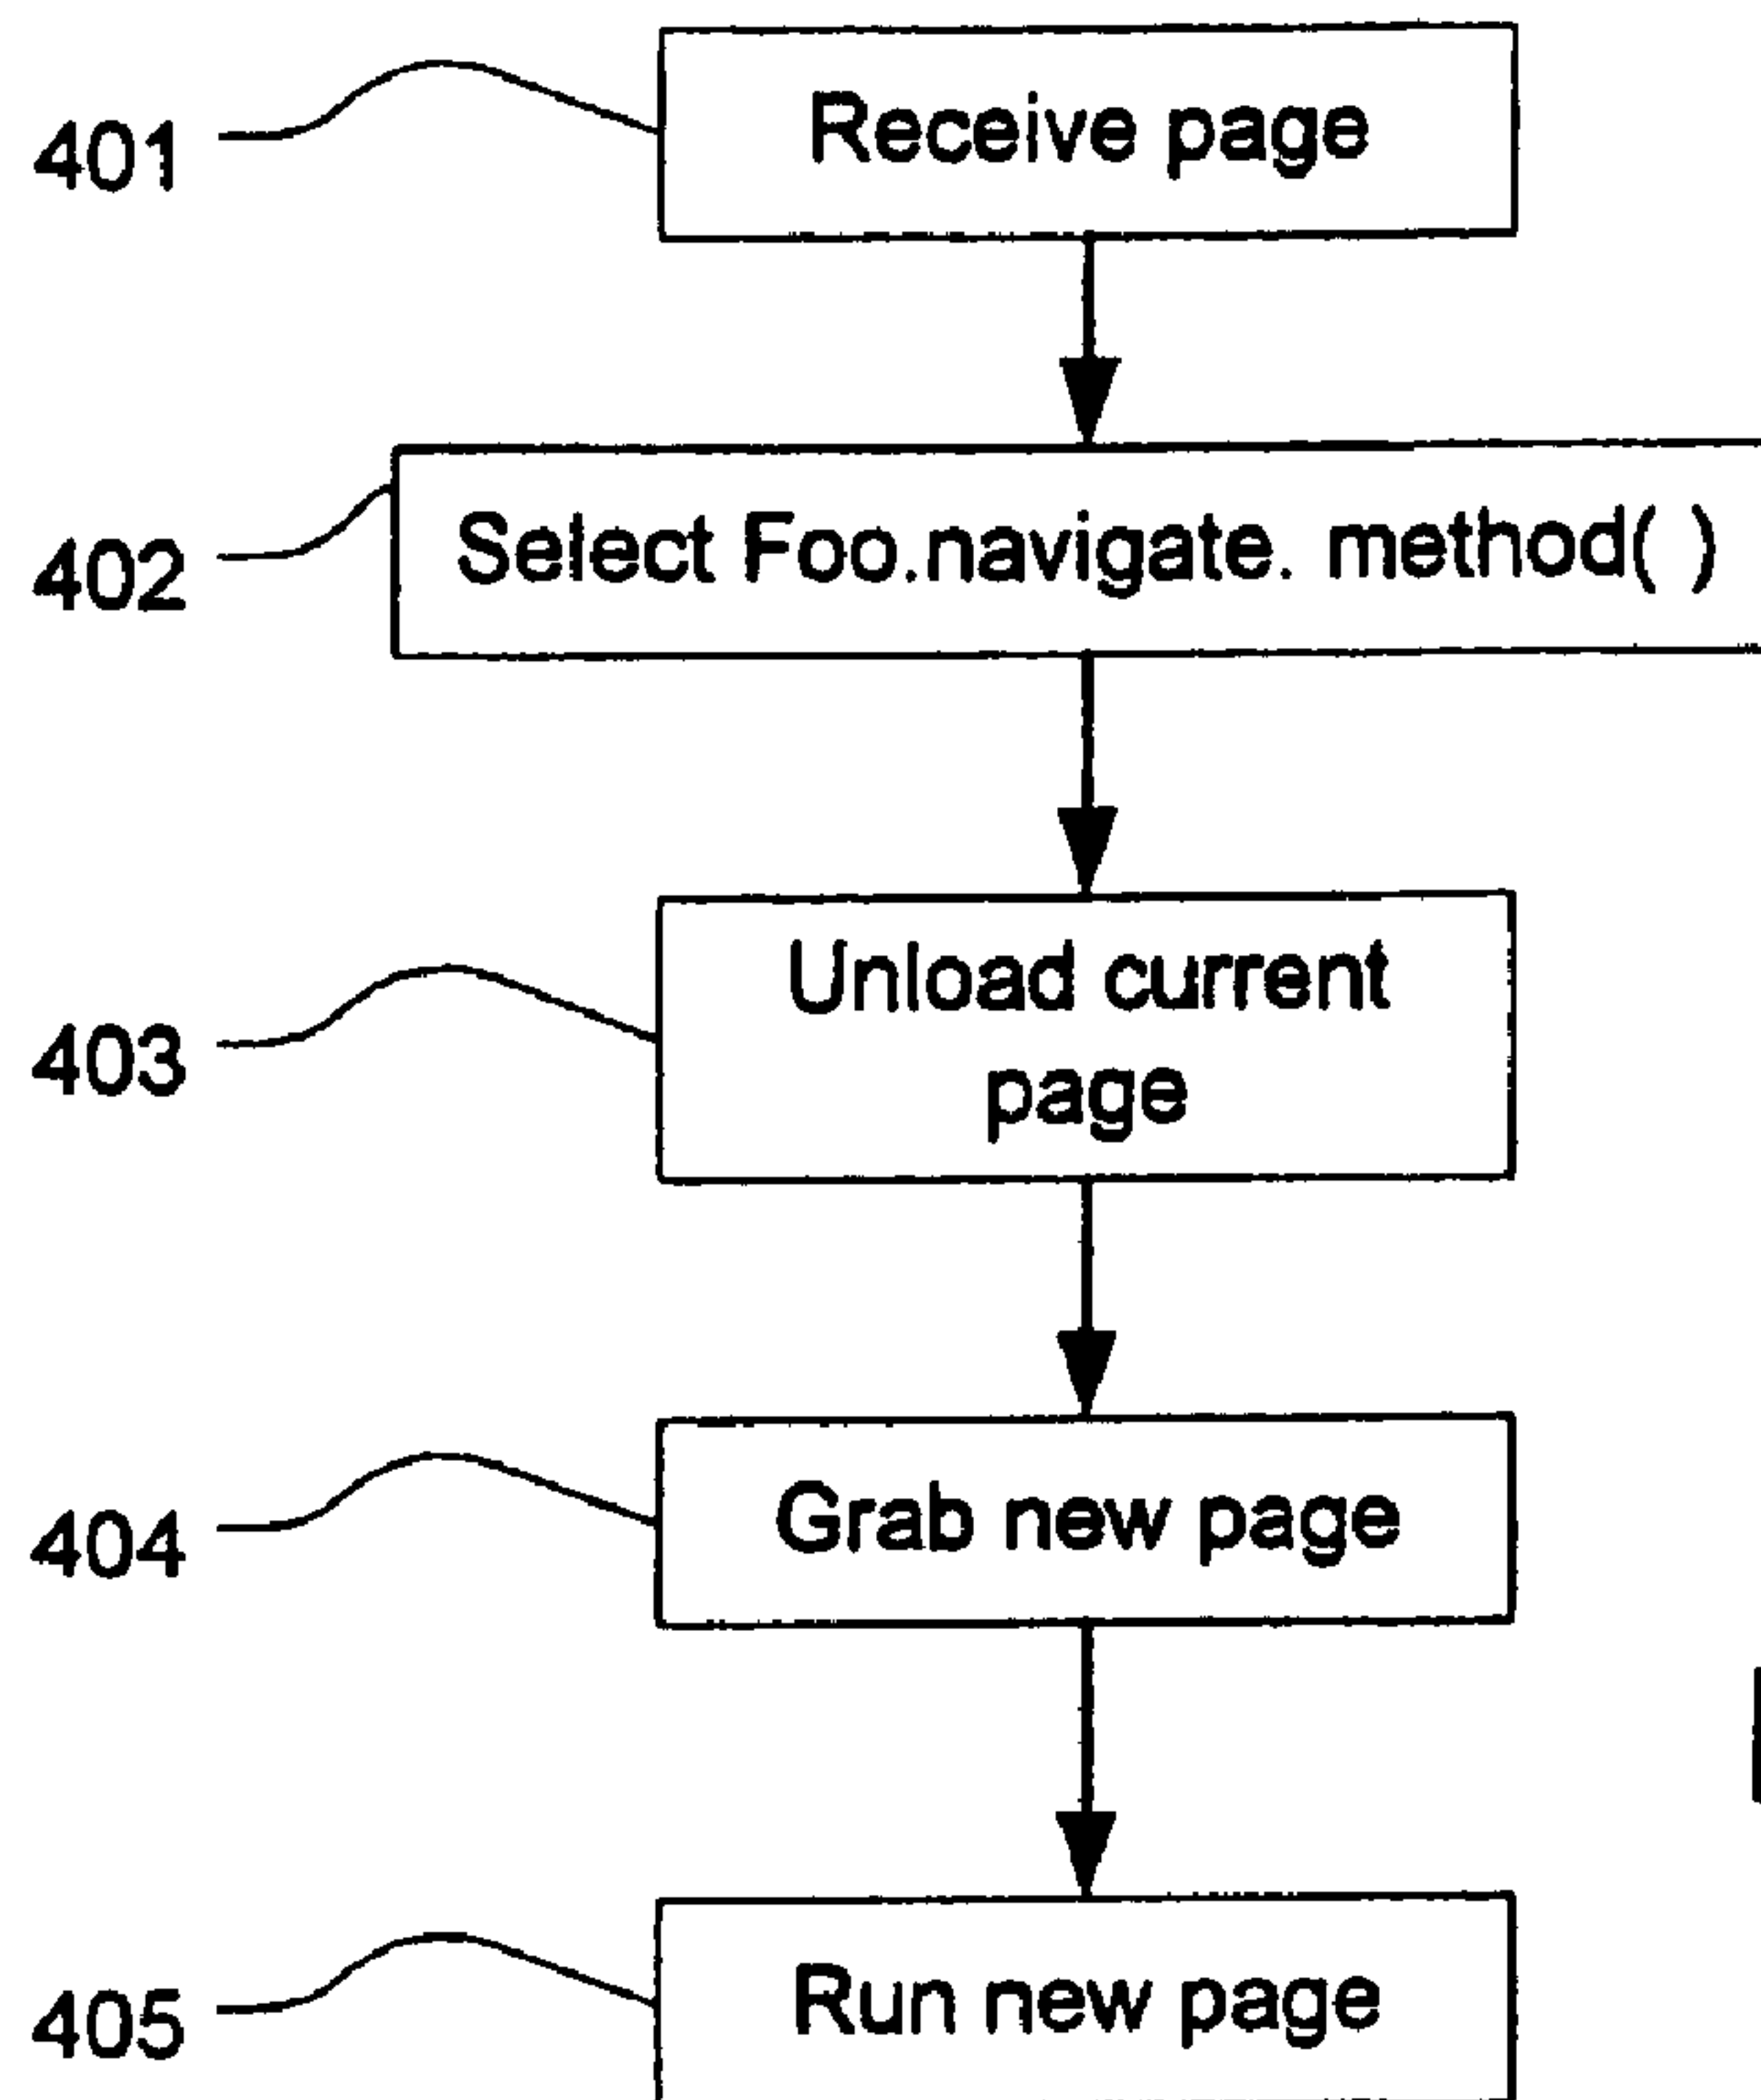 401
Receive page
402
Select Foo.navigate. method( )
403
Unload current
page
404
Grab new page
405
Run new page